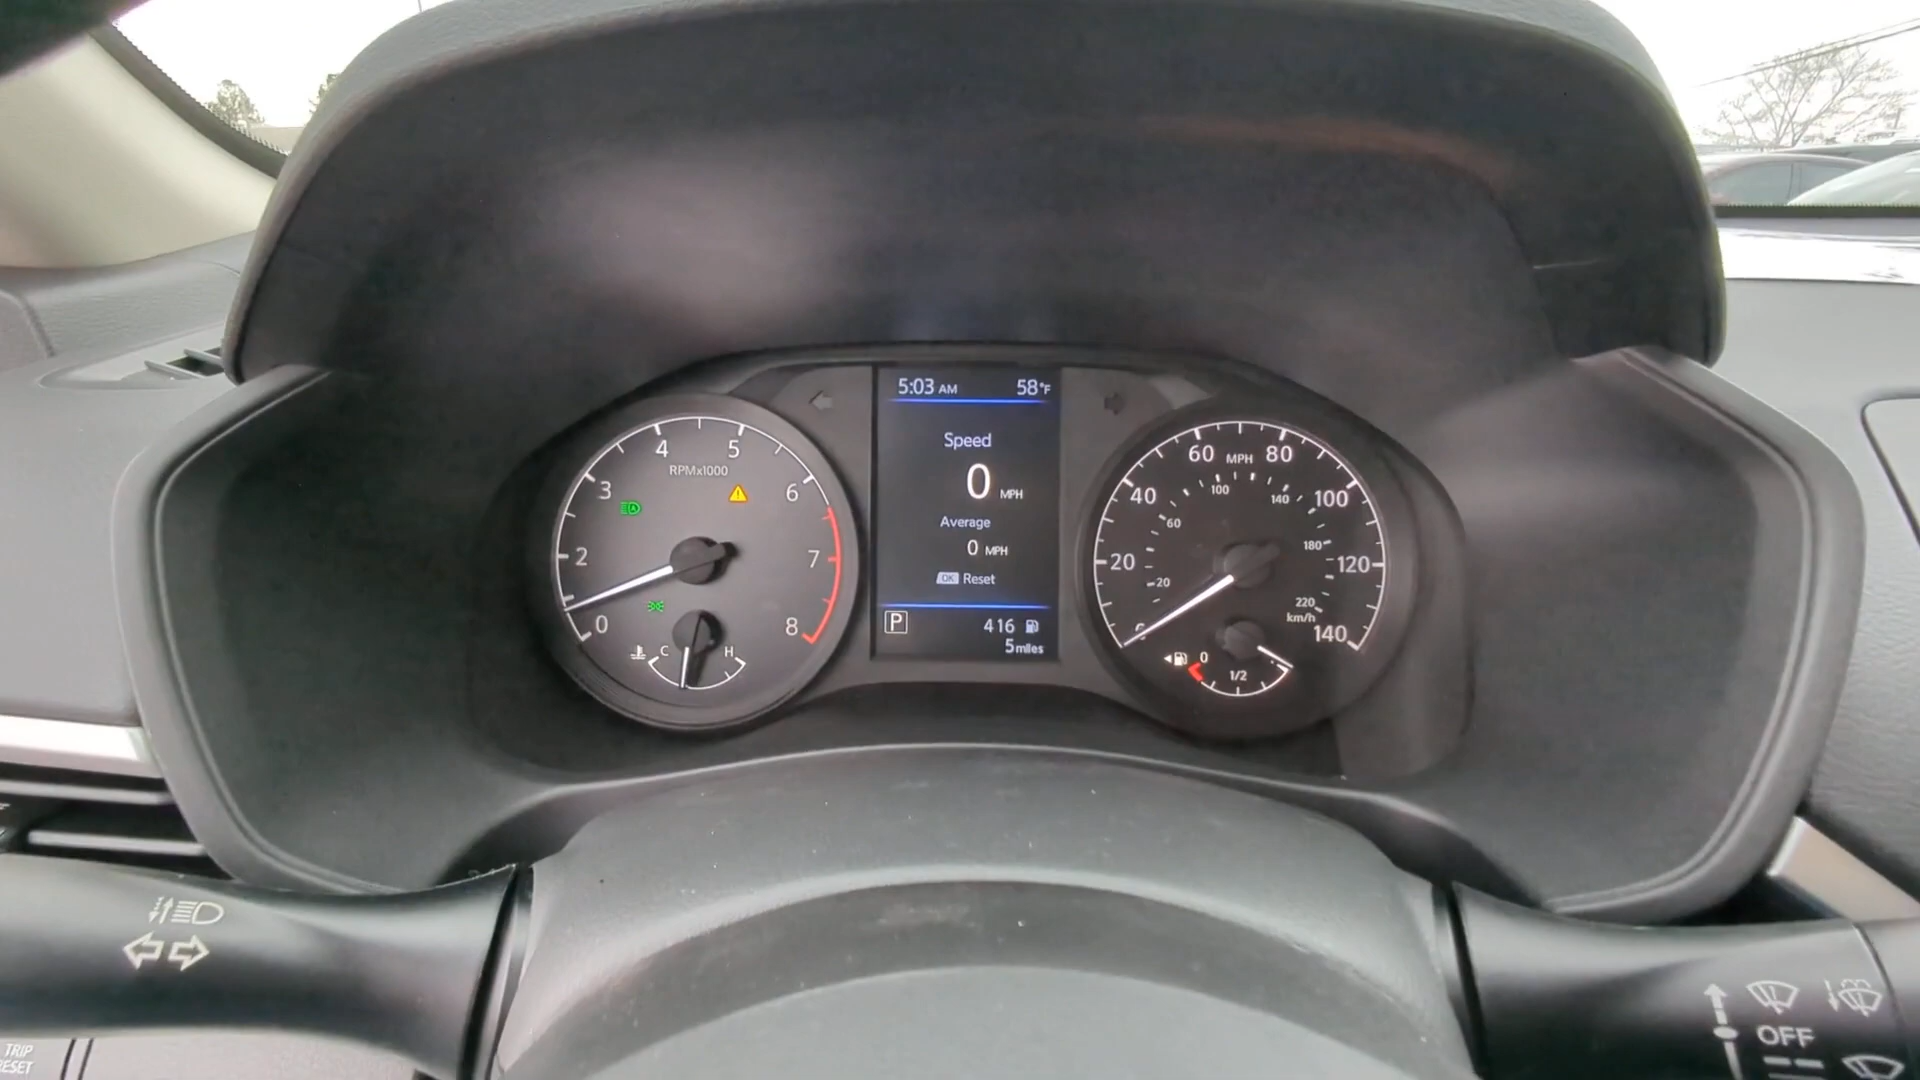 5:03 AM 58°F
Speed
0 MPH
Average
0 MPH
OK Reset
P 416
5 miles
4 5
RPMx1000
3 6
2 7
0 8
C H
60 MPH 80
40 100 140 100
60
180
20 120
20
220
km/h
0 140
0
1/2
OFF
TRIP
RESET